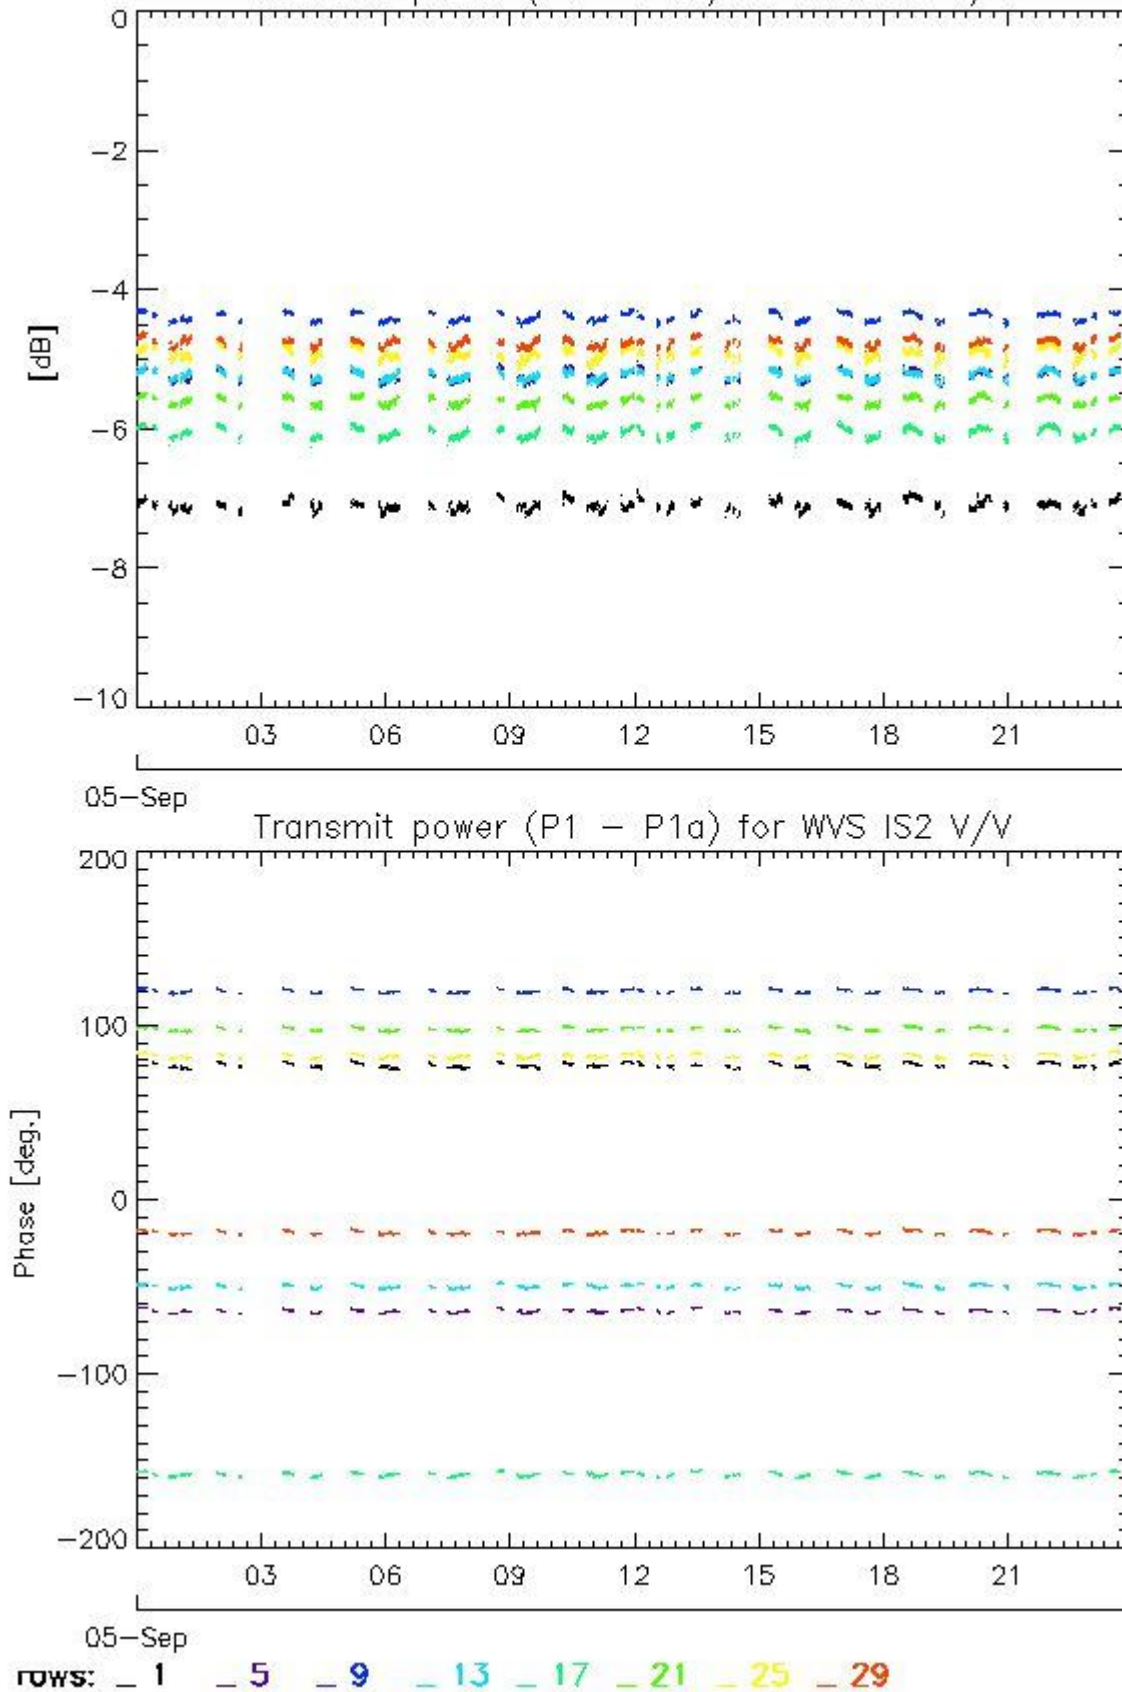 0
-2
-4
-6
-8
-10
[dB]
03 06 09 12 15 18 21
05-Sep
Transmit power (P1 - P1a) for WVS IS2 V/V
200
100
0
-100
-200
Phase [deg.]
03 06 09 12 15 18 21
05-Sep
rows: _ 1 _ 5 _ 9 _ 13 _ 17 _ 21 _ 25 _ 29